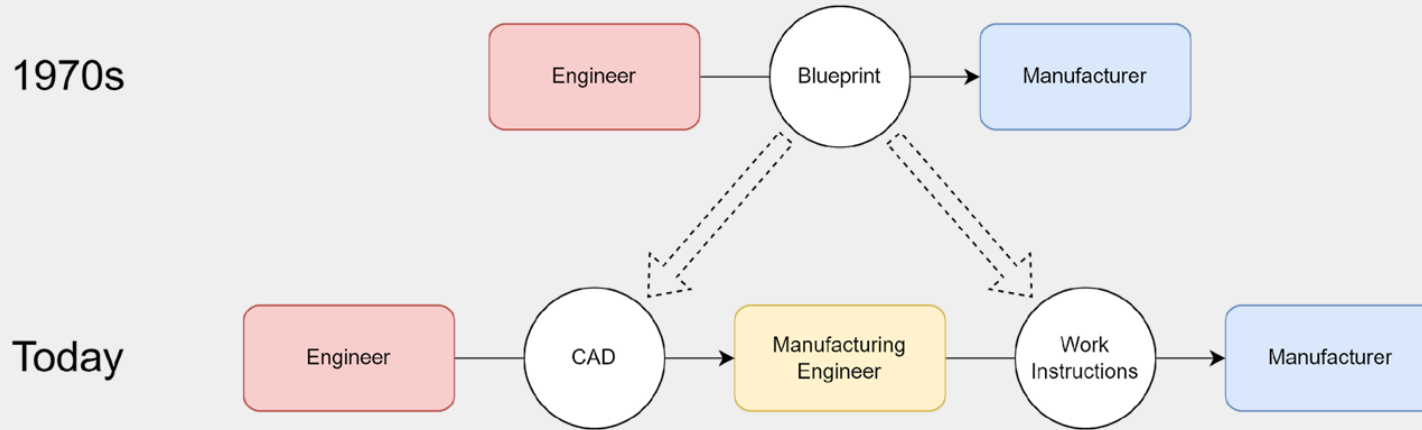 1970s
Engineer
Blueprint
Manufacturer
Today
Engineer
CAD
Manufacturing
Engineer
Work
Instructions
Manufacturer